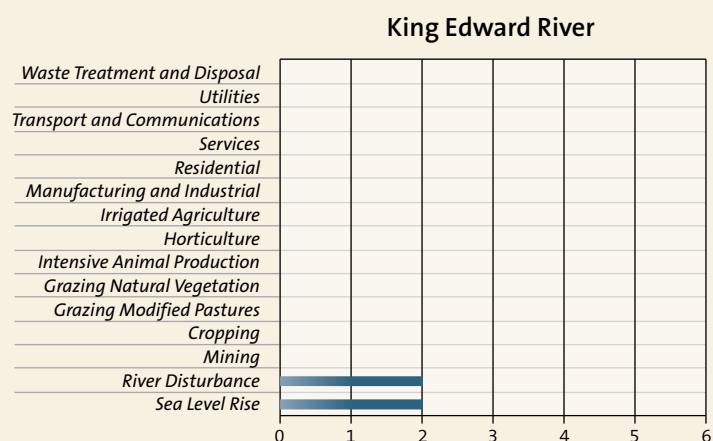 King Edward River
Waste Treatment and Disposal
Utilities
Transport and Communications
Services
Residential
Manufacturing and Industrial
Irrigated Agriculture
Horticulture
Intensive Animal Production
Grazing Natural Vegetation
Grazing Modified Pastures
Cropping
Mining
River Disturbance
Sea Level Rise
0 1 2 3 4 5 6